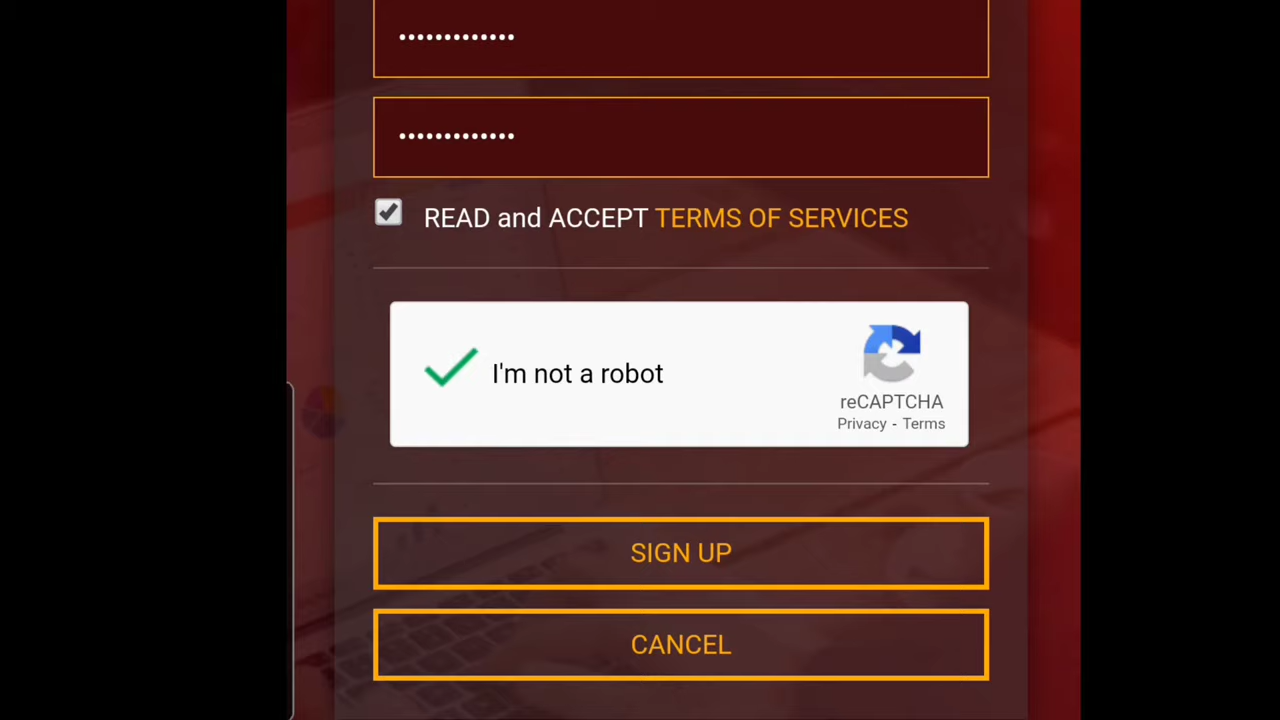 •••••••••••••
•••••••••••••
READ and ACCEPT TERMS OF SERVICES
I'm not a robot
reCAPTCHA
Privacy - Terms
SIGN UP
CANCEL